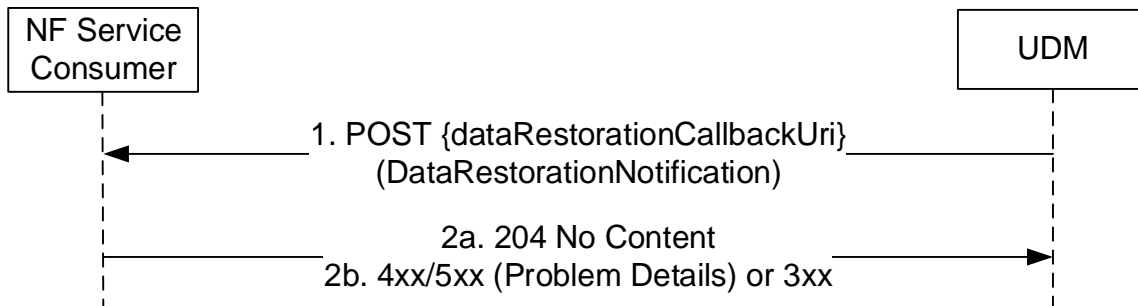 NF Service
Consumer
UDM
1. POST {dataRestorationCallbackUri}
(DataRestorationNotification)
2a. 204 No Content
2b. 4xx/5xx (Problem Details) or 3xx